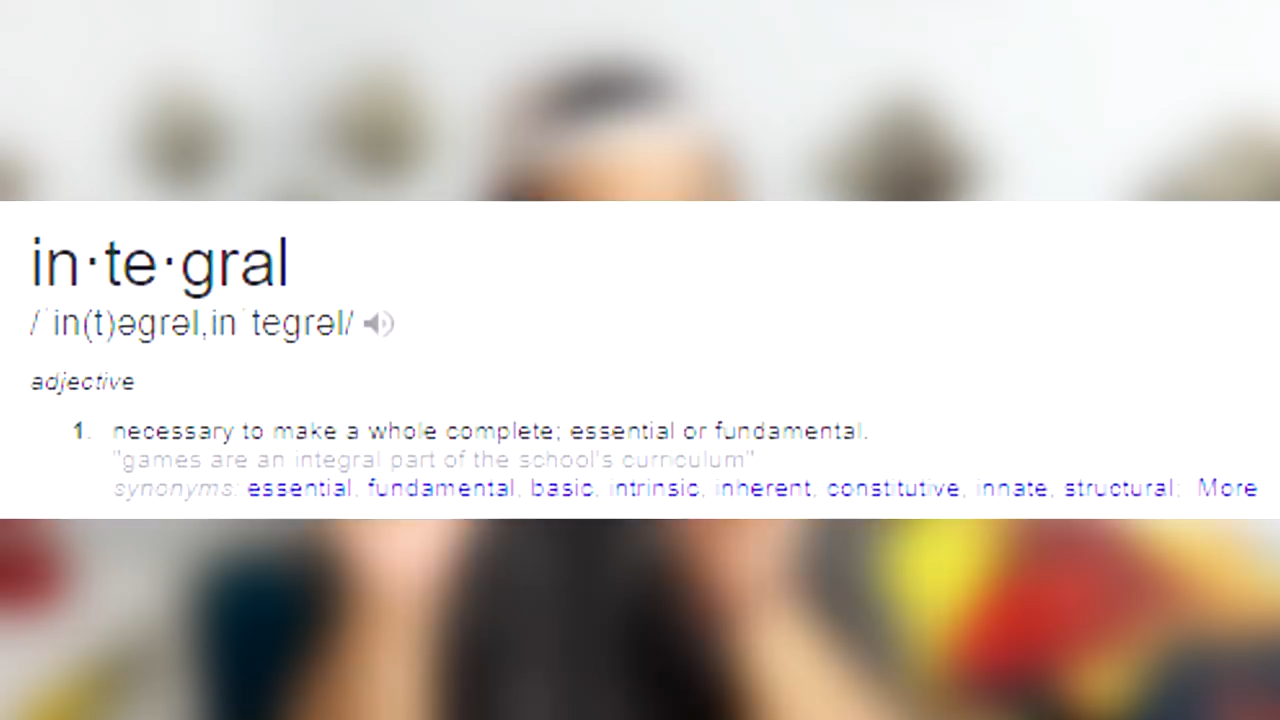 in·te·gral
/ˈin(t)əgrəl,inˈtegrəl/
adjective
1. necessary to make a whole complete; essential or fundamental.
"games are an integral part of the school's curriculum"
synonyms: essential, fundamental, basic, intrinsic, inherent, constitutive, innate, structural; More